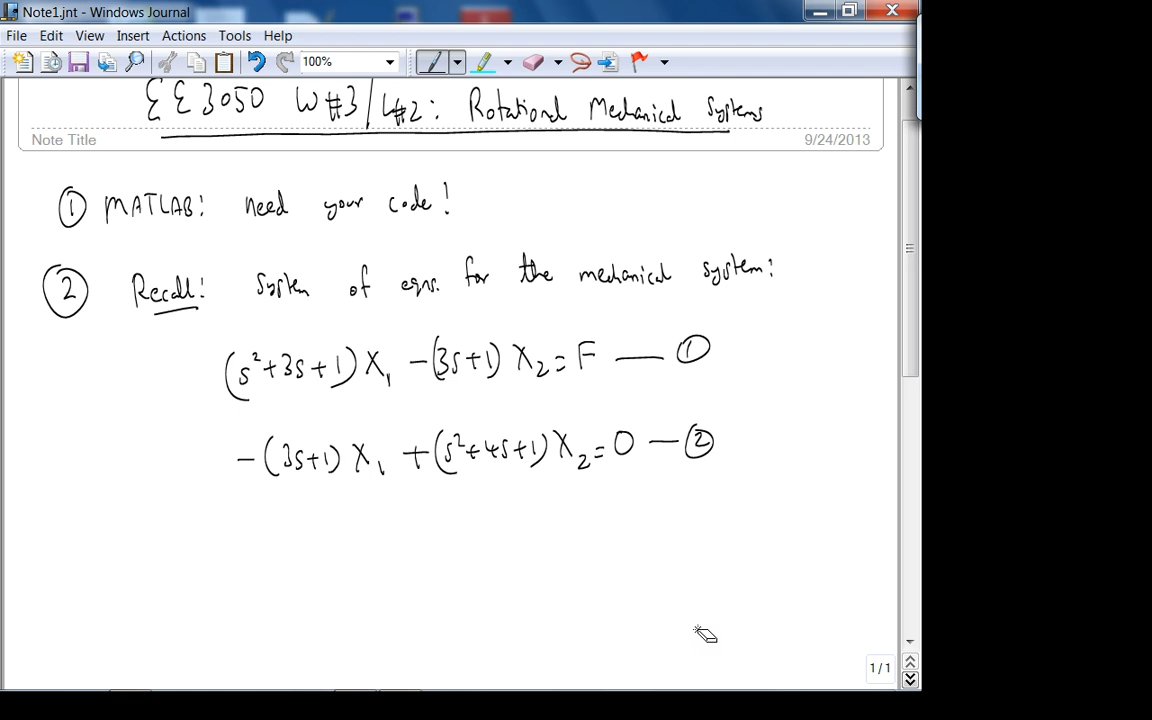 Note1.jnt - Windows Journal
File Edit View Insert Actions Tools Help
100%
EE3050 W#3/L#2: Rotational Mechanical Systems
Note Title 9/24/2013
① MATLAB: need your code!
② Recall: System of eqns. for the mechanical system:
(s²+3s+1)X₁ -(3s+1)X₂=F — ①
-(3s+1)X₁ +(s²+4s+1)X₂=0 — ②
1/1